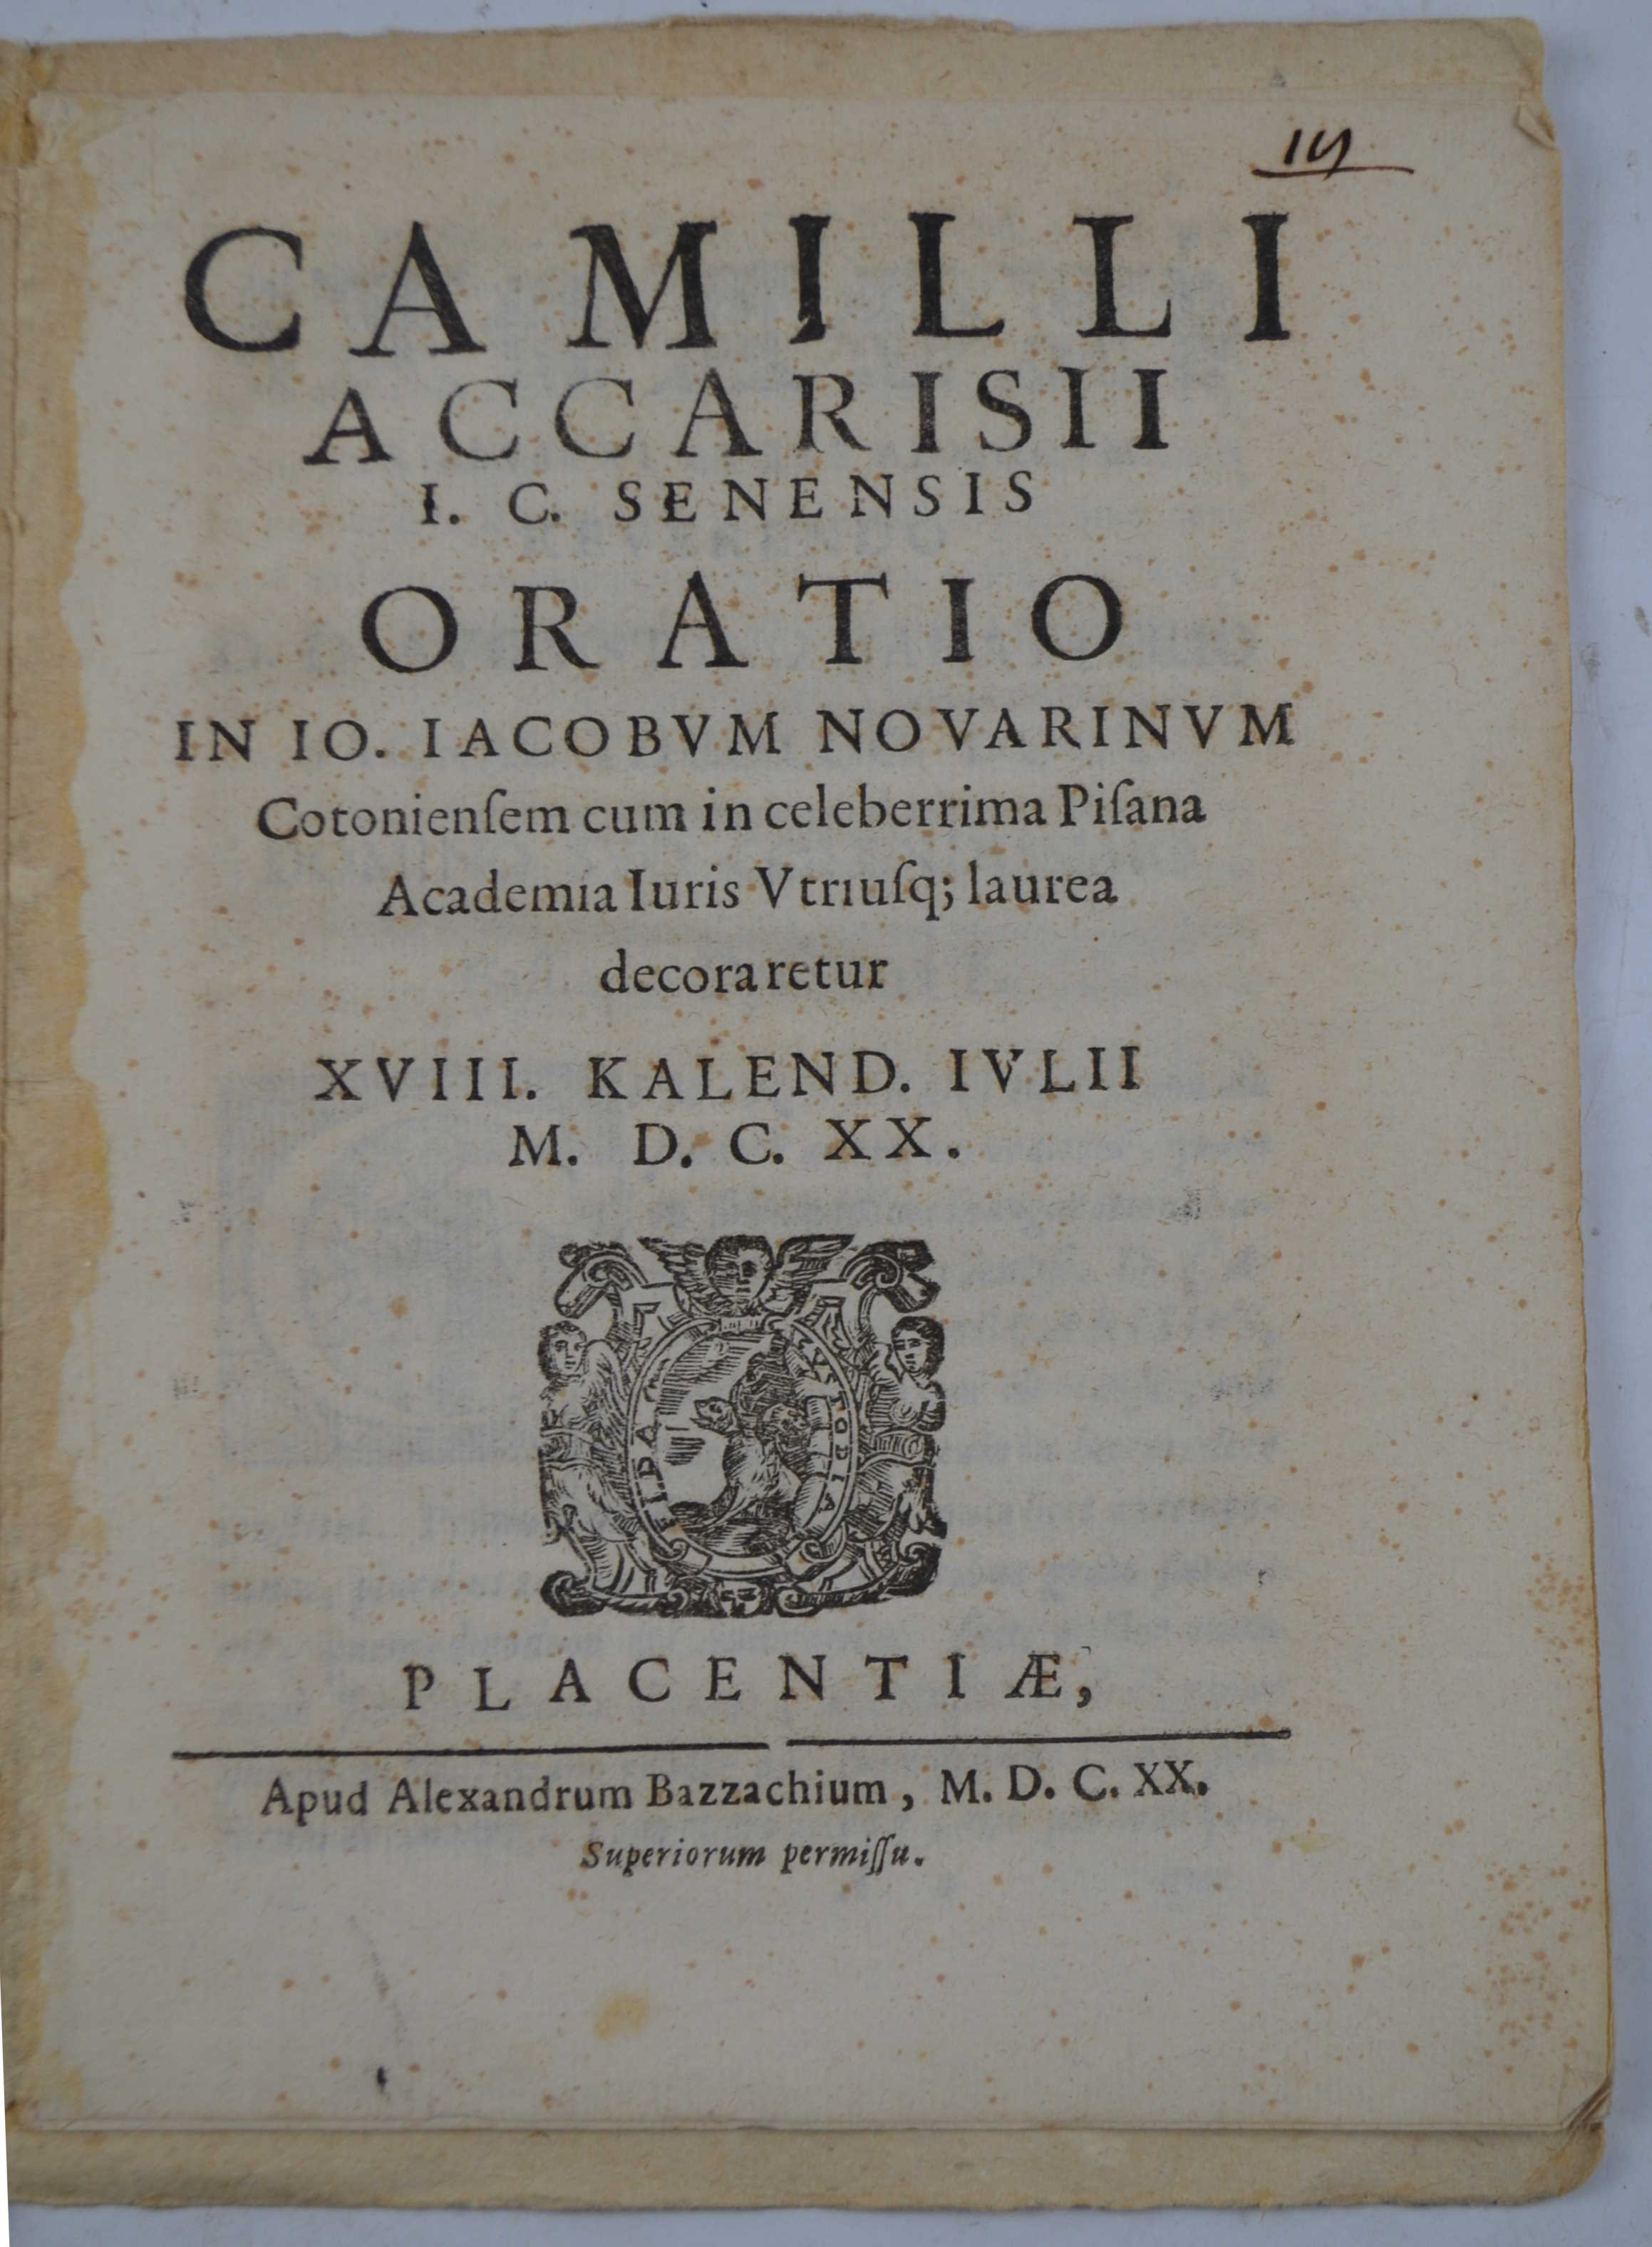 CAMILLI
ACCARISII
I. C. SENENSIS
ORATIO
IN IO. IACOBVM NOVARINVM
Cotonienſem cum in celeberrima Piſana
Academia Iuris Vtriuſq; laurea
decoraretur
XVIII. KALEND. IVLII
M. D. C. XX.
PLACENTIÆ,
Apud Alexandrum Bazzachium, M. D. C. XX.
Superiorum permiſſu.